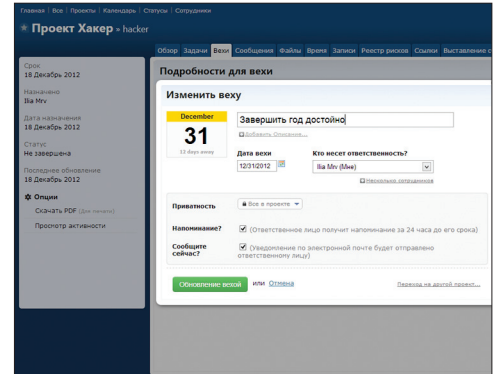 Главная | Все | Проекты | Календарь | Статусы | Сотрудники
Проект Хакер » hacker
Обзор Задачи Вехи Сообщения Файлы Время Записи Реестр рисков Ссылки Выставление с
Срок
18 Декабрь 2012
Назначено
Ilia Mrv
Дата назначения
18 Декабрь 2012
Статус
Не завершена
Последнее обновление
18 Декабрь 2012
Опции
Скачать PDF (Для печати)
Просмотр активности
Подробности для вехи
Изменить веху
December
31
13 days away
Завершить год достойно
Добавить Описание...
Дата вехи
12/31/2012
Кто несет ответственность?
Ilia Mrv (Мне)
Несколько сотрудников
Приватность
Все в проекте
Напоминание?
(Ответственное лицо получит напоминание за 24 часа до его срока)
Сообщите сейчас?
(Уведомление по электронной почте будет отправлено
ответственному лицу)
Обновление вехой или Отмена
Переход на другой проект...